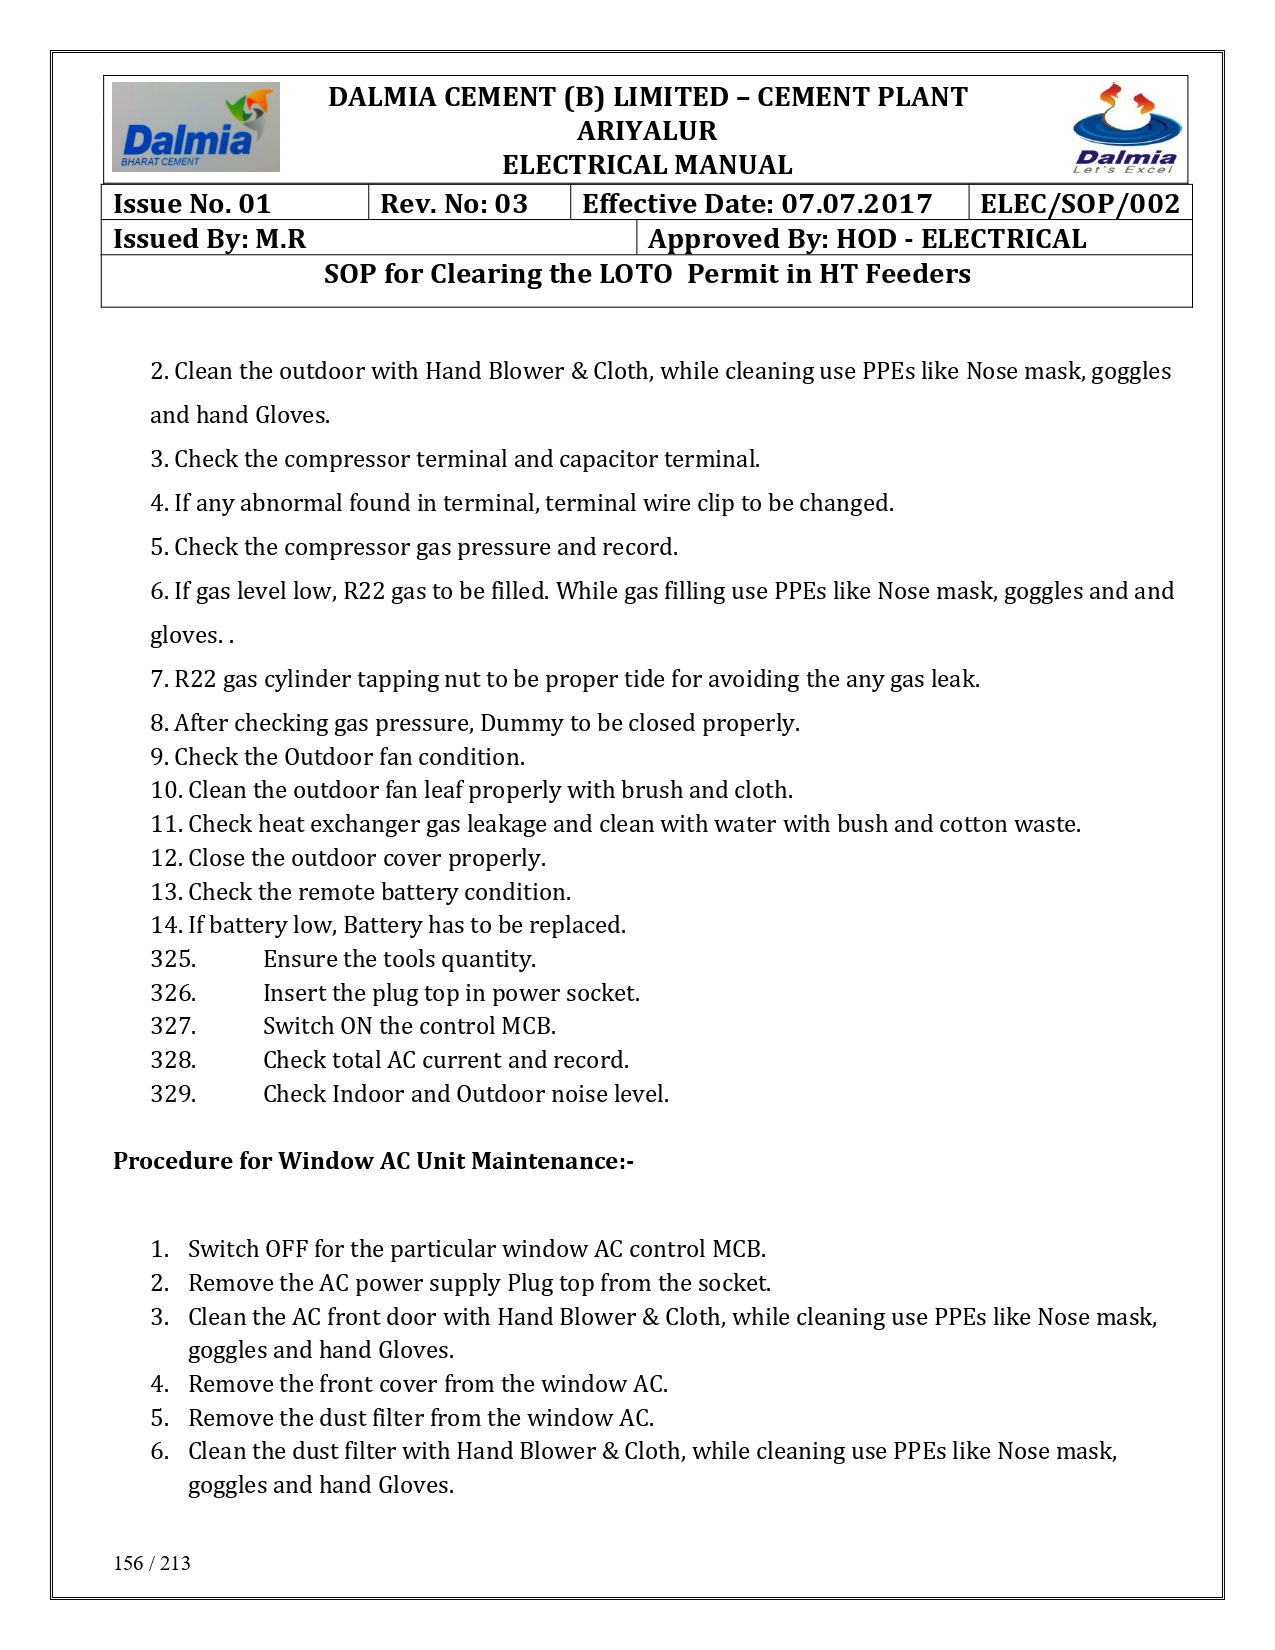 Dalmia
BHARAT CEMENT
DALMIA CEMENT (B) LIMITED – CEMENT PLANT
ARIYALUR
ELECTRICAL MANUAL
Dalmia
Let's Excel
Issue No. 01 Rev. No: 03 Effective Date: 07.07.2017 ELEC/SOP/002
Issued By: M.R Approved By: HOD - ELECTRICAL
SOP for Clearing the LOTO Permit in HT Feeders
2. Clean the outdoor with Hand Blower & Cloth, while cleaning use PPEs like Nose mask, goggles
and hand Gloves.
3. Check the compressor terminal and capacitor terminal.
4. If any abnormal found in terminal, terminal wire clip to be changed.
5. Check the compressor gas pressure and record.
6. If gas level low, R22 gas to be filled. While gas filling use PPEs like Nose mask, goggles and and
gloves. .
7. R22 gas cylinder tapping nut to be proper tide for avoiding the any gas leak.
8. After checking gas pressure, Dummy to be closed properly.
9. Check the Outdoor fan condition.
10. Clean the outdoor fan leaf properly with brush and cloth.
11. Check heat exchanger gas leakage and clean with water with bush and cotton waste.
12. Close the outdoor cover properly.
13. Check the remote battery condition.
14. If battery low, Battery has to be replaced.
325. Ensure the tools quantity.
326. Insert the plug top in power socket.
327. Switch ON the control MCB.
328. Check total AC current and record.
329. Check Indoor and Outdoor noise level.
Procedure for Window AC Unit Maintenance:-
1. Switch OFF for the particular window AC control MCB.
2. Remove the AC power supply Plug top from the socket.
3. Clean the AC front door with Hand Blower & Cloth, while cleaning use PPEs like Nose mask,
goggles and hand Gloves.
4. Remove the front cover from the window AC.
5. Remove the dust filter from the window AC.
6. Clean the dust filter with Hand Blower & Cloth, while cleaning use PPEs like Nose mask,
goggles and hand Gloves.
156 / 213